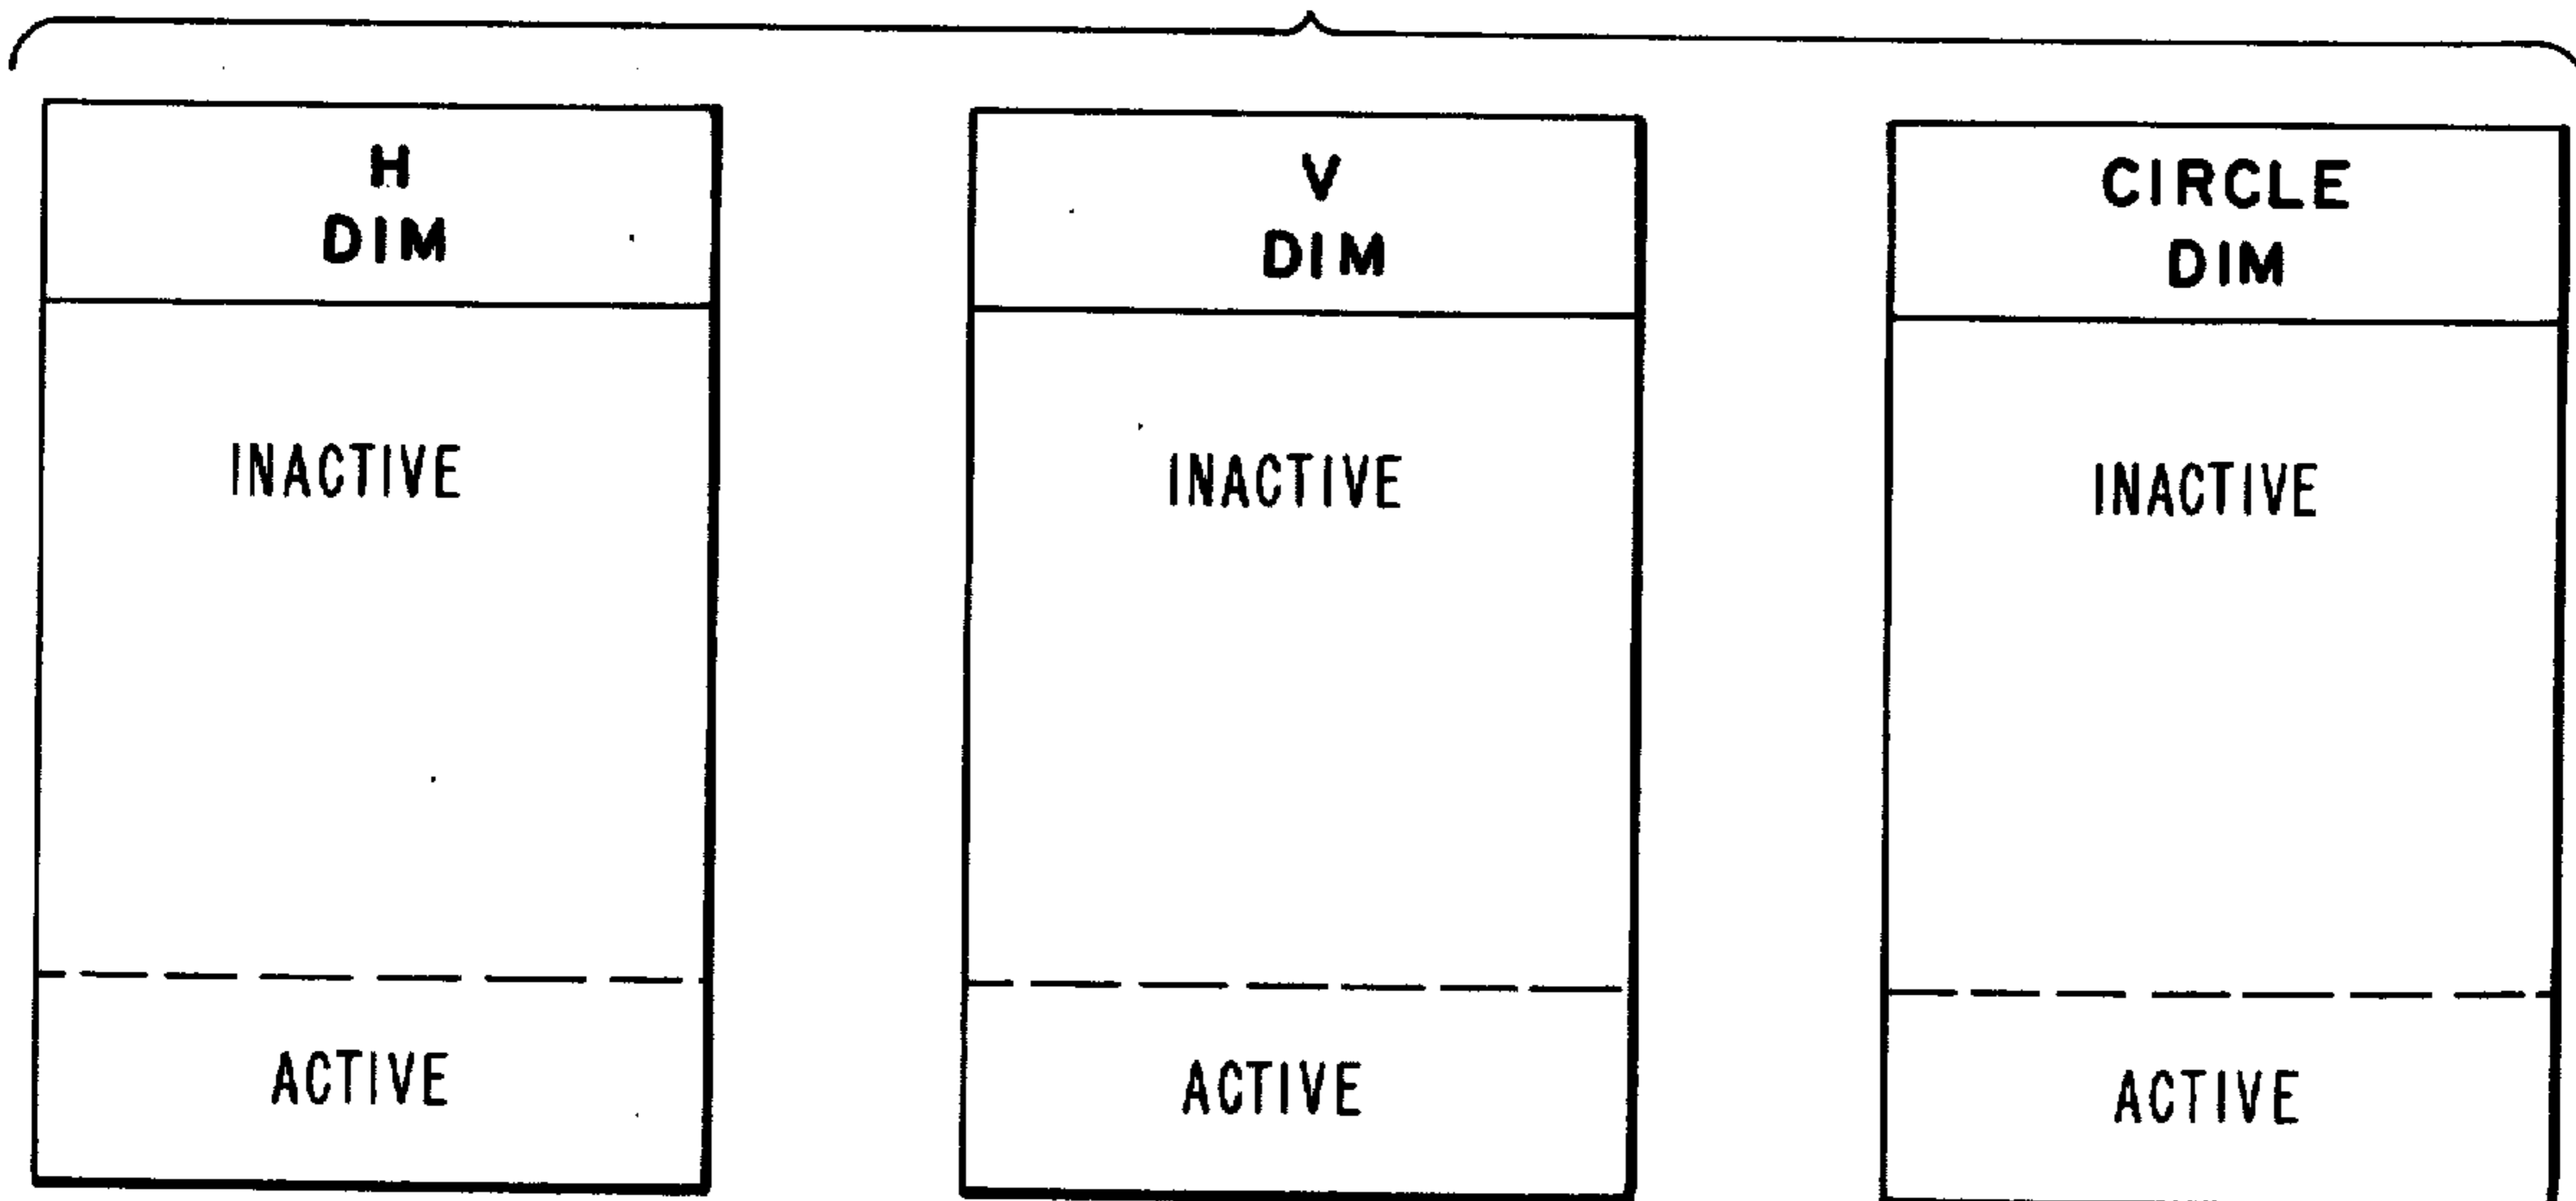 H
DIM
INACTIVE
ACTIVE
V
DIM
INACTIVE
ACTIVE
CIRCLE
DIM
INACTIVE
ACTIVE